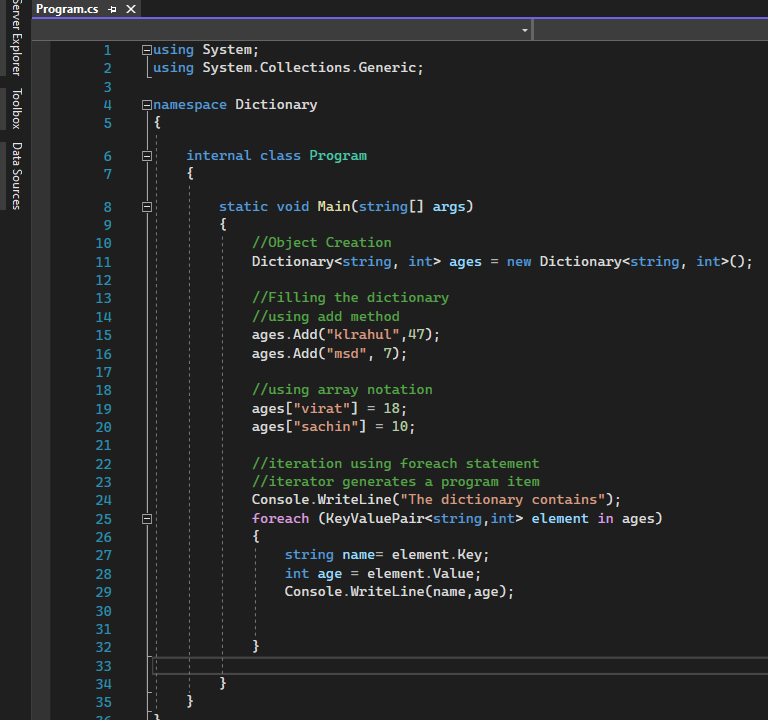 Program.cs
Server Explorer
Toolbox
Data Sources
1 using System;
2 using System.Collections.Generic;
3
4 namespace Dictionary
5 {
6 internal class Program
7 {
8 static void Main(string[] args)
9 {
10 //Object Creation
11 Dictionary<string, int> ages = new Dictionary<string, int>();
12
13 //Filling the dictionary
14 //using add method
15 ages.Add("klrahul",47);
16 ages.Add("msd", 7);
17
18 //using array notation
19 ages["virat"] = 18;
20 ages["sachin"] = 10;
21
22 //iteration using foreach statement
23 //iterator generates a program item
24 Console.WriteLine("The dictionary contains");
25 foreach (KeyValuePair<string,int> element in ages)
26 {
27 string name= element.Key;
28 int age = element.Value;
29 Console.WriteLine(name,age);
30
31
32 }
33
34 }
35 }
36 }